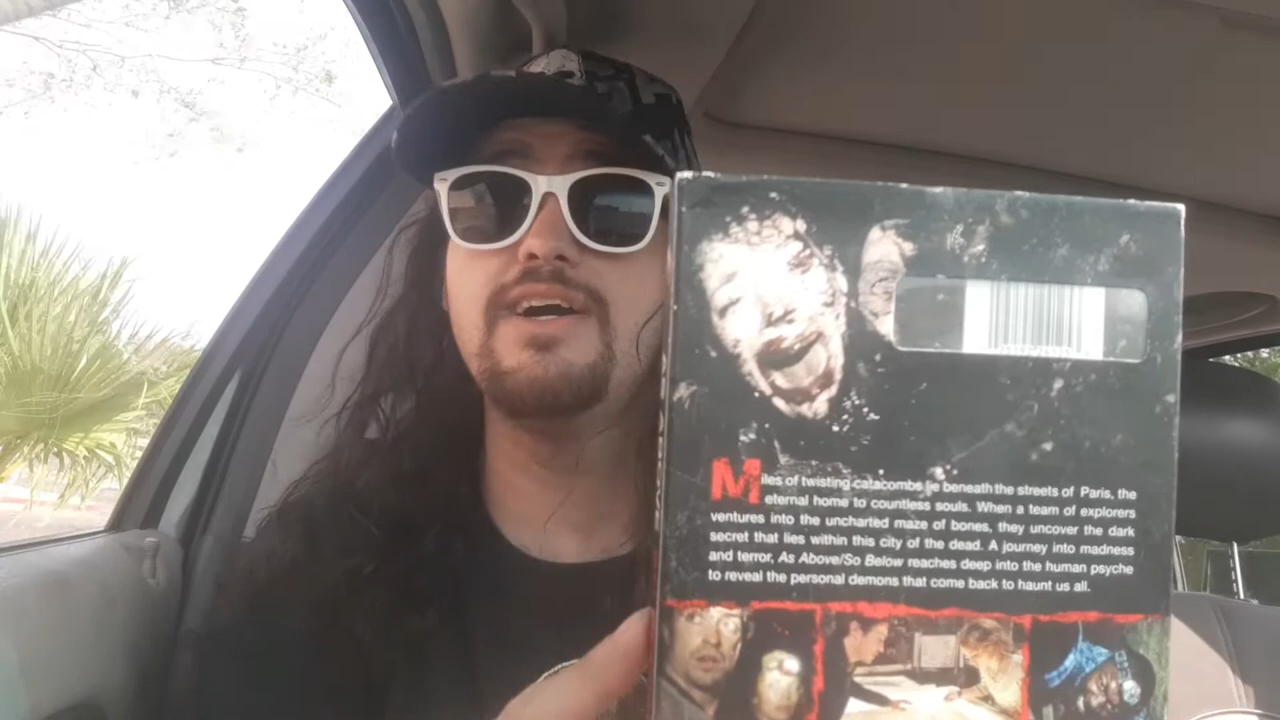 Miles of twisting catacombs lie beneath the streets of Paris, the
eternal home to countless souls. When a team of explorers
ventures into the uncharted maze of bones, they uncover the dark
secret that lies within this city of the dead. A journey into madness
and terror, As Above/So Below reaches deep into the human psyche
to reveal the personal demons that come back to haunt us all.